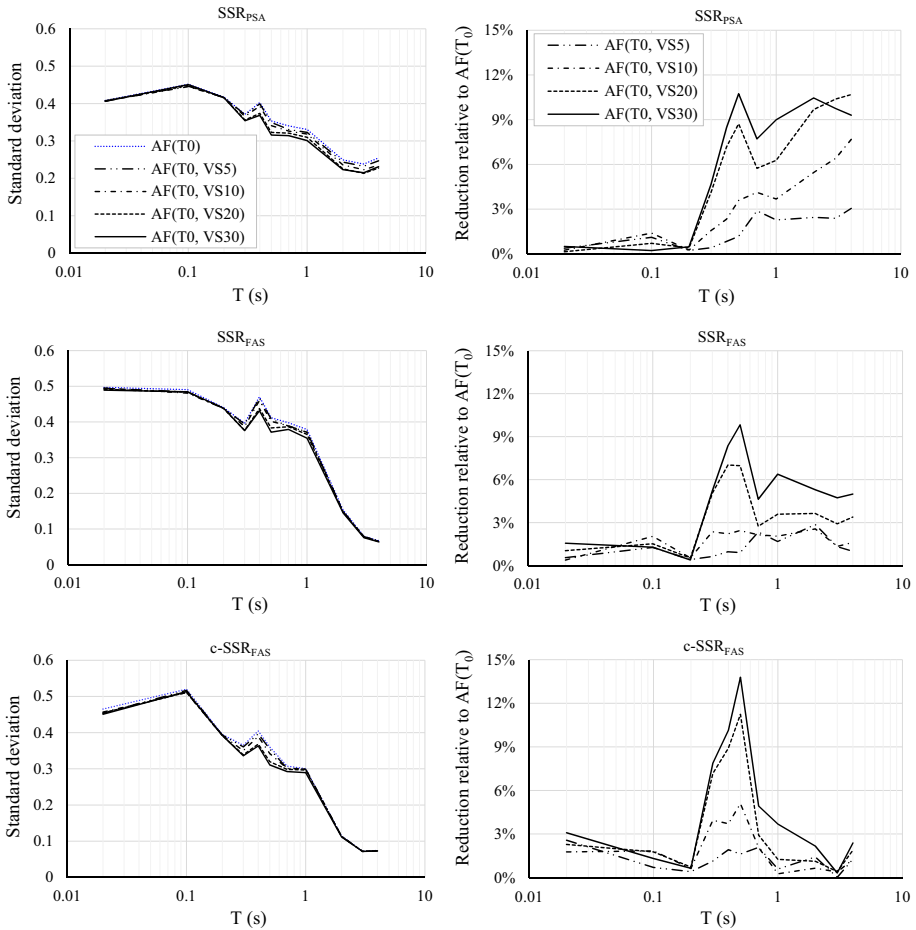 SSR_PSA
Standard deviation
0.6
0.5
0.4
0.3
0.2
0.1
0
AF(T0)
AF(T0, VS5)
AF(T0, VS10)
AF(T0, VS20)
AF(T0, VS30)
0.01 0.1 1 10
T (s)
SSR_PSA
Reduction relative to AF(T_0)
15%
12%
9%
6%
3%
0%
AF(T0, VS5)
AF(T0, VS10)
AF(T0, VS20)
AF(T0, VS30)
0.01 0.1 1 10
T (s)
SSR_FAS
Standard deviation
0.6
0.5
0.4
0.3
0.2
0.1
0
0.01 0.1 1 10
T (s)
SSR_FAS
Reduction relative to AF(T_0)
15%
12%
9%
6%
3%
0%
0.01 0.1 1 10
T (s)
c-SSR_FAS
Standard deviation
0.6
0.5
0.4
0.3
0.2
0.1
0
0.01 0.1 1 10
T (s)
c-SSR_FAS
Reduction relative to AF(T_0)
15%
12%
9%
6%
3%
0%
0.01 0.1 1 10
T (s)